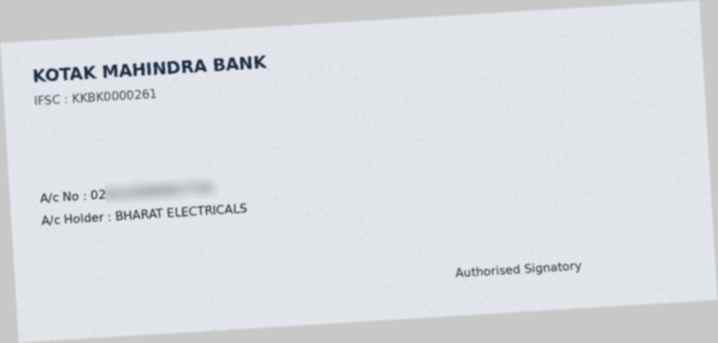 KOTAK MAHINDRA BANK
IFSC : KKBK0000261
A/c No : 02
A/c Holder : BHARAT ELECTRICALS
Authorised Signatory